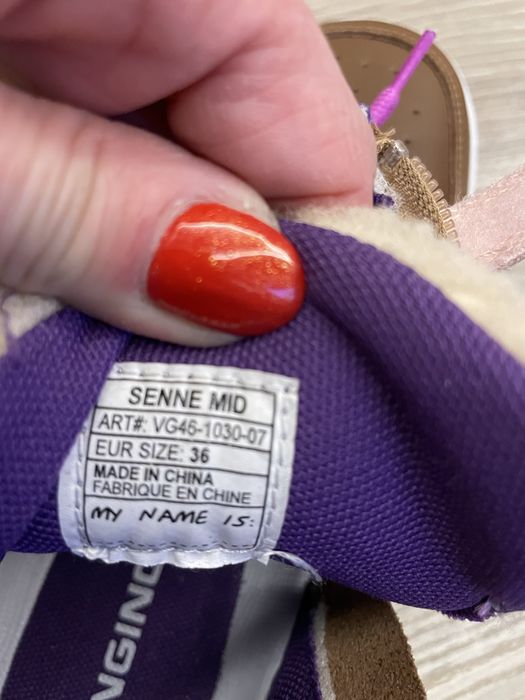 SENNE MID
ART#: VG46-1030-07
EUR SIZE: 36
MADE IN CHINA
FABRIQUE EN CHINE
MY NAME IS: